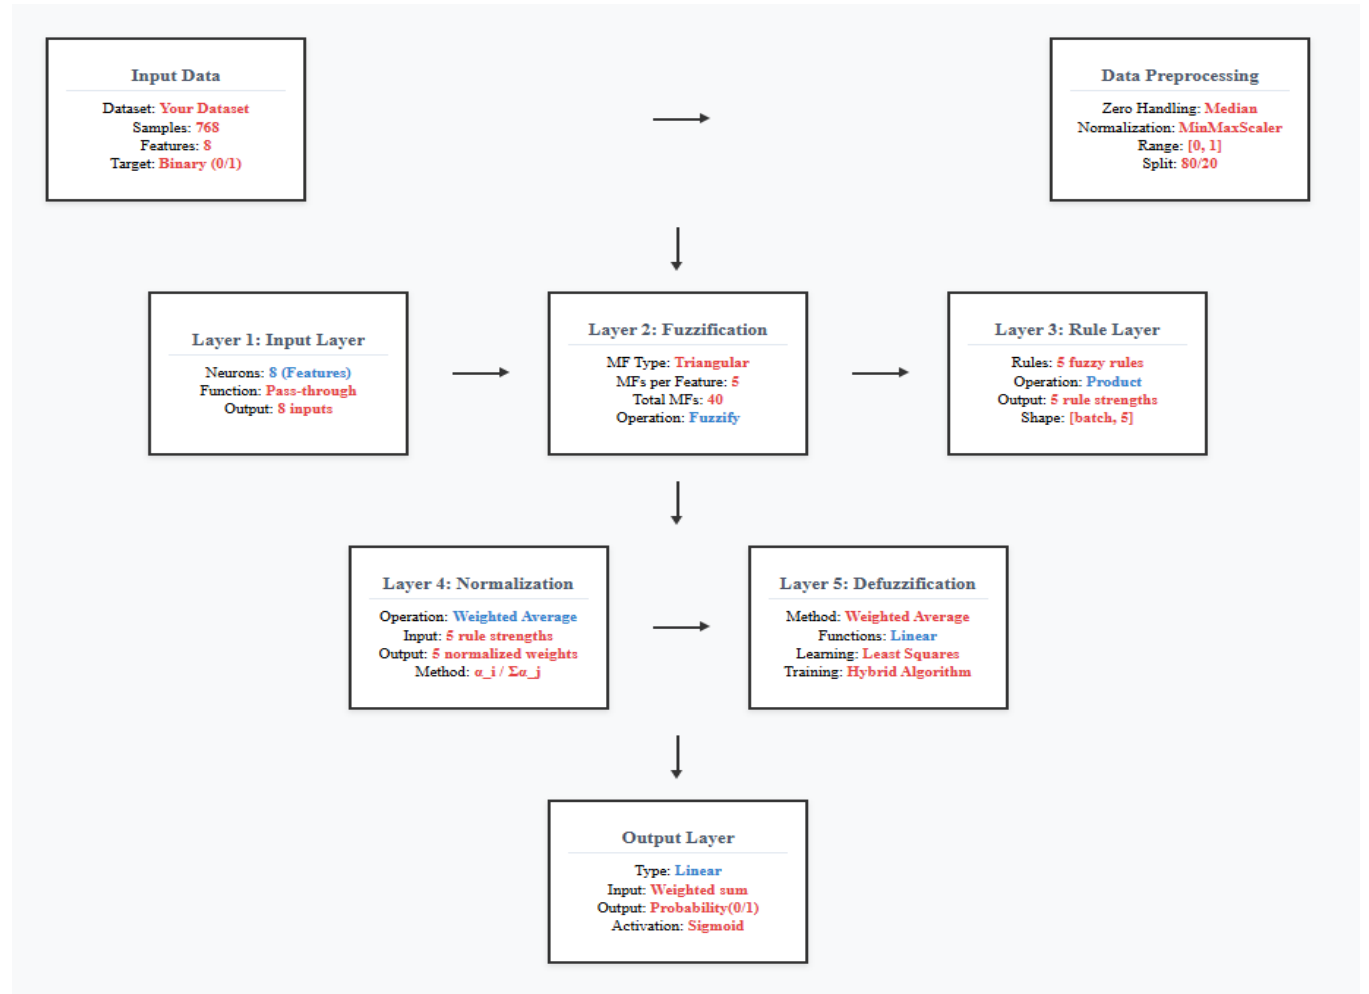 Input Data
Dataset: Your Dataset
Samples: 768
Features: 8
Target: Binary (0/1)
Data Preprocessing
Zero Handling: Median
Normalization: MinMaxScaler
Range: [0, 1]
Split: 80/20
Layer 1: Input Layer
Neurons: 8 (Features)
Function: Pass-through
Output: 8 inputs
Layer 2: Fuzzification
MF Type: Triangular
MFs per Feature: 5
Total MFs: 40
Operation: Fuzzify
Layer 3: Rule Layer
Rules: 5 fuzzy rules
Operation: Product
Output: 5 rule strengths
Shape: [batch, 5]
Layer 4: Normalization
Operation: Weighted Average
Input: 5 rule strengths
Output: 5 normalized weights
Method: α_i / Σα_j
Layer 5: Defuzzification
Method: Weighted Average
Functions: Linear
Learning: Least Squares
Training: Hybrid Algorithm
Output Layer
Type: Linear
Input: Weighted sum
Output: Probability(0/1)
Activation: Sigmoid